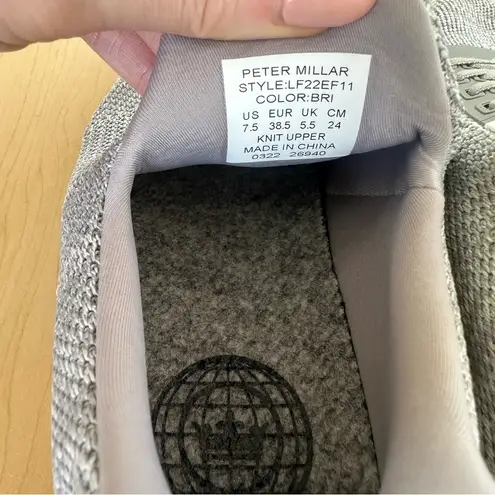 PETER MILLAR
STYLE:LF22EF11
COLOR:BRI
US EUR UK CM
7.5 38.5 5.5 24
KNIT UPPER
MADE IN CHINA
0322 26940